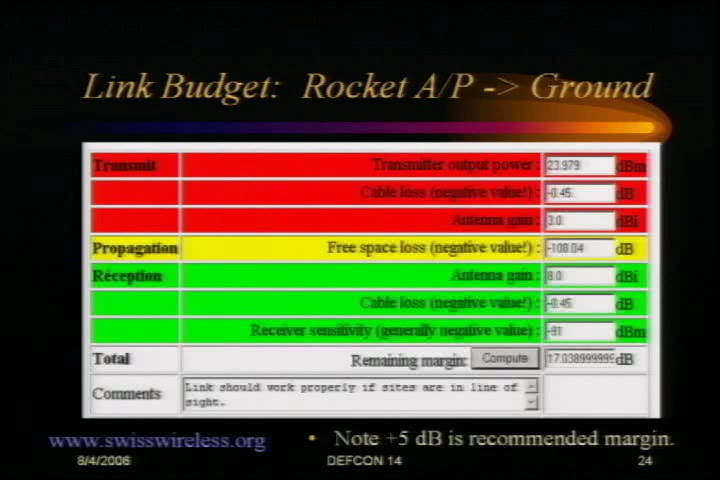 Link Budget: Rocket A/P -> Ground
Transmit Transmitter output power : 23.979 dBm
Cable loss (negative value!) : -0.45 dB
Antenna gain : 3.0 dBi
Propagation Free space loss (negative value!) : -108.04 dB
Réception Antenna gain : 8.0 dBi
Cable loss (negative value!) : -0.45 dB
Receiver sensitivity (generally negative value) : -91 dBm
Total Remaining margin: Compute 17.038999999 dB
Comments Link should work properly if sites are in line of
sight.
www.swisswireless.org • Note +5 dB is recommended margin.
8/4/2006 DEFCON 14 24